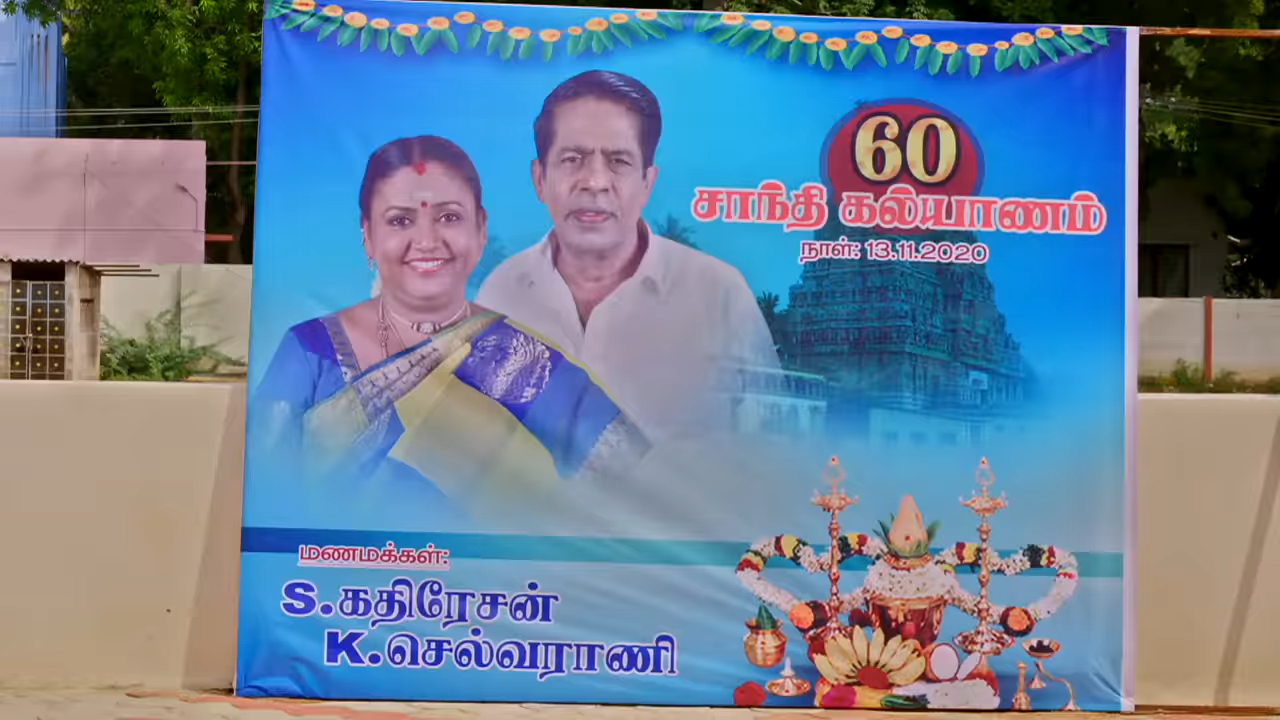 60
சாந்தி கல்யாணம்
நாள்: 13.11.2020
மணமக்கள்:
S.கதிரேசன்
K.செல்வராணி